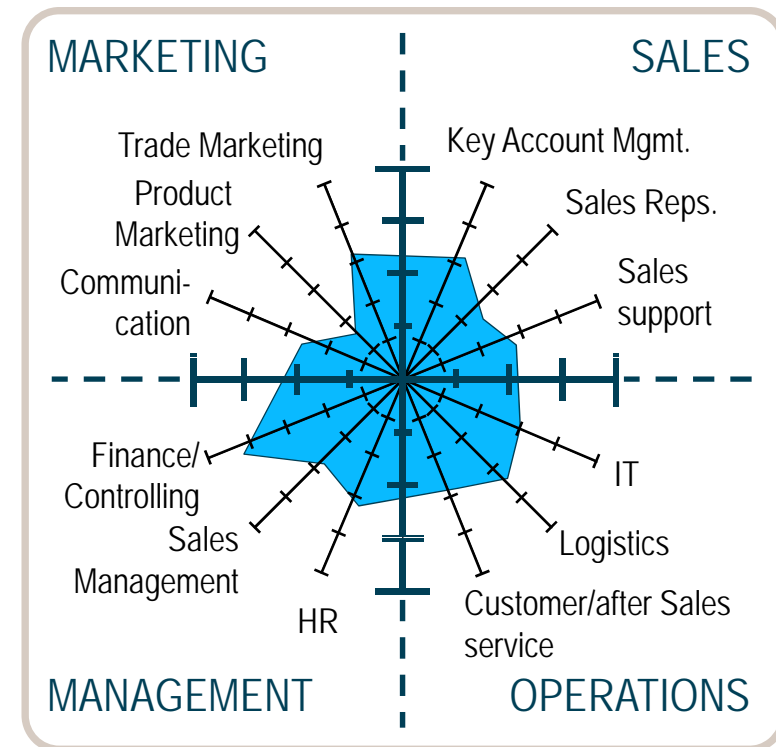 MARKETING
SALES
Trade Marketing
Key Account Mgmt.
Product
Marketing
Sales Reps.
Communi-
cation
Sales
support
Finance/
Controlling
IT
Sales
Management
Logistics
HR
Customer/after Sales
service
MANAGEMENT
OPERATIONS